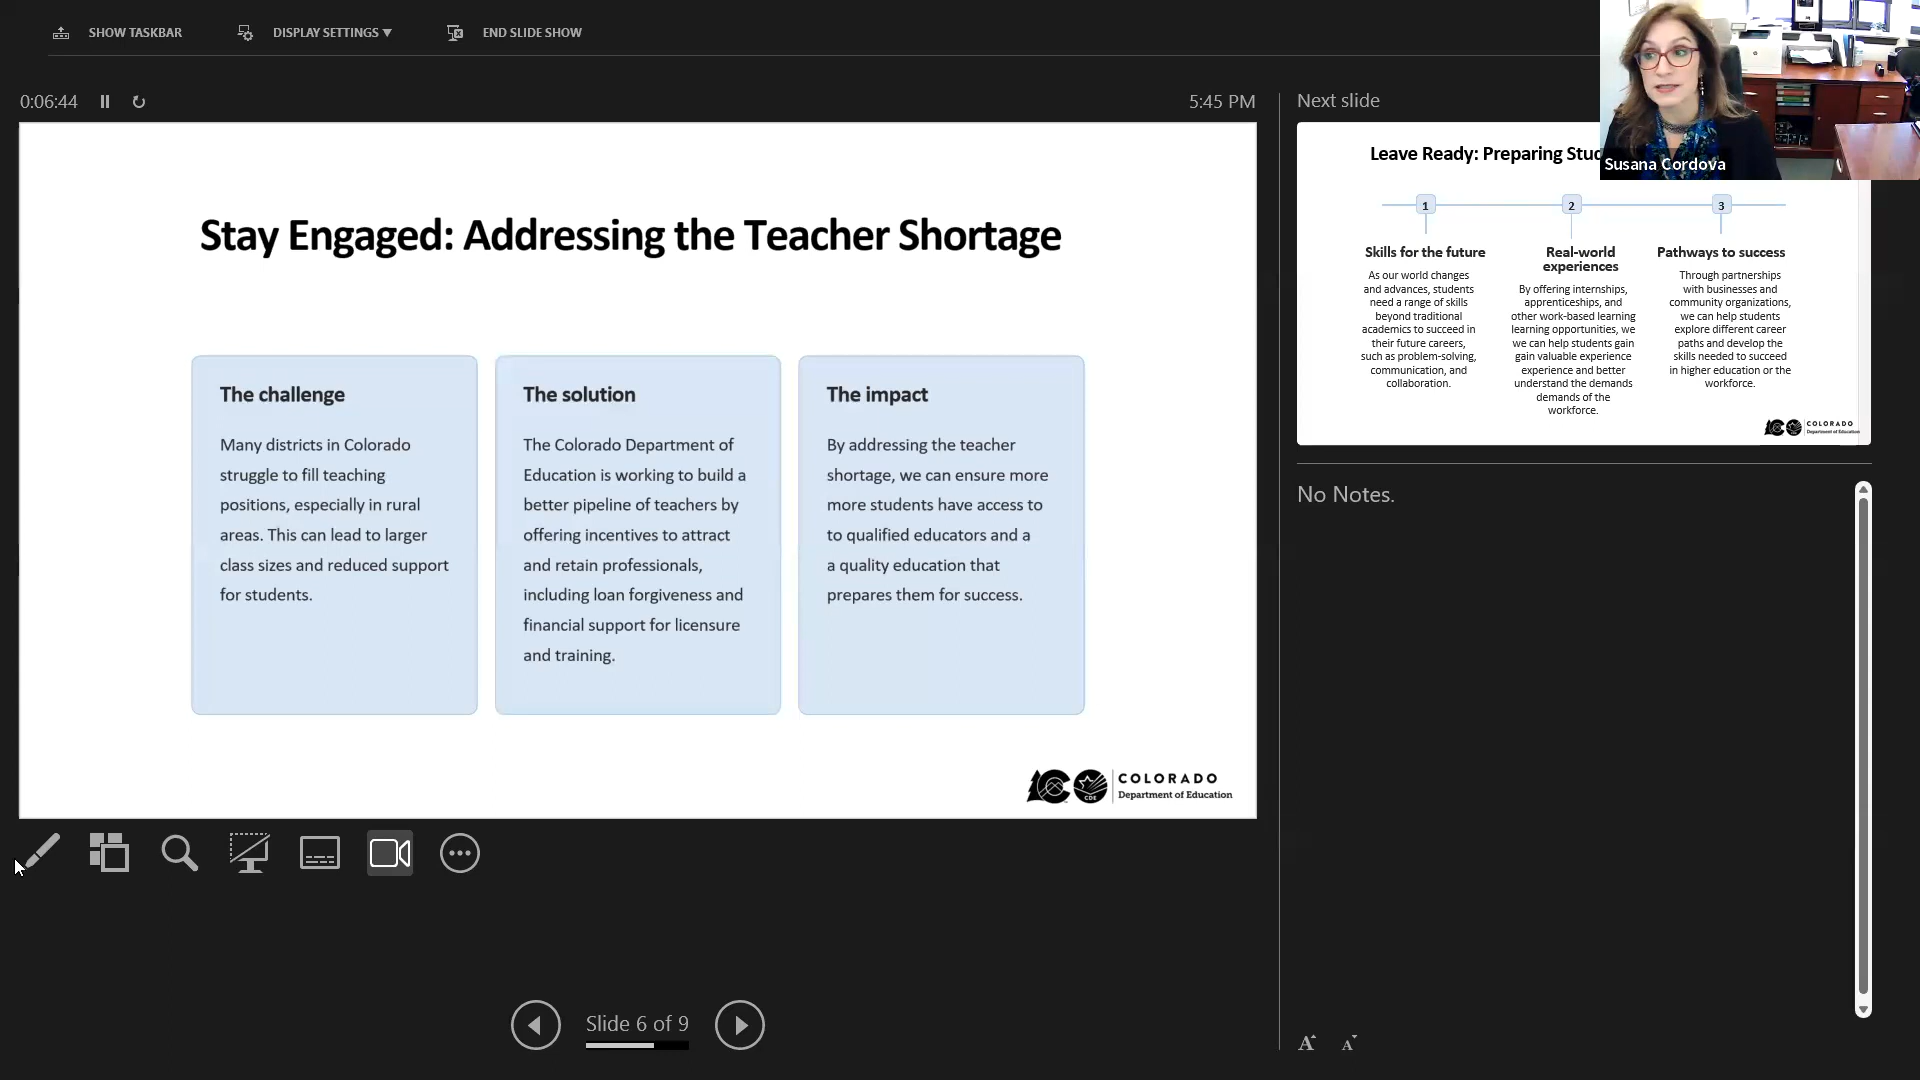 SHOW TASKBAR
DISPLAY SETTINGS ▼
END SLIDE SHOW
0:06:44
5:45 PM
Stay Engaged: Addressing the Teacher Shortage
The challenge
Many districts in Colorado
struggle to fill teaching
positions, especially in rural
areas. This can lead to larger
class sizes and reduced support
for students.
The solution
The Colorado Department of
Education is working to build a
better pipeline of teachers by
offering incentives to attract
and retain professionals,
including loan forgiveness and
financial support for licensure
and training.
The impact
By addressing the teacher
shortage, we can ensure more
more students have access to
to qualified educators and a
a quality education that
prepares them for success.
CDE
COLORADO
Department of Education
Slide 6 of 9
Next slide
Susana Cordova
Leave Ready: Preparing
1
2
3
Skills for the future
As our world changes
and advances, students
need a range of skills
beyond traditional
academics to succeed in
their future careers,
such as problem-solving,
communication, and
collaboration.
Real-world
experiences
By offering internships,
apprenticeships, and
other work-based learning
learning opportunities, we
we can help students gain
gain valuable experience
experience and better
understand the demands
demands of the
workforce.
Pathways to success
Through partnerships
with businesses and
community organizations,
we can help students
explore different career
paths and develop the
skills needed to succeed
in higher education or the
workforce.
COLORADO
Department of Education
No Notes.
A A